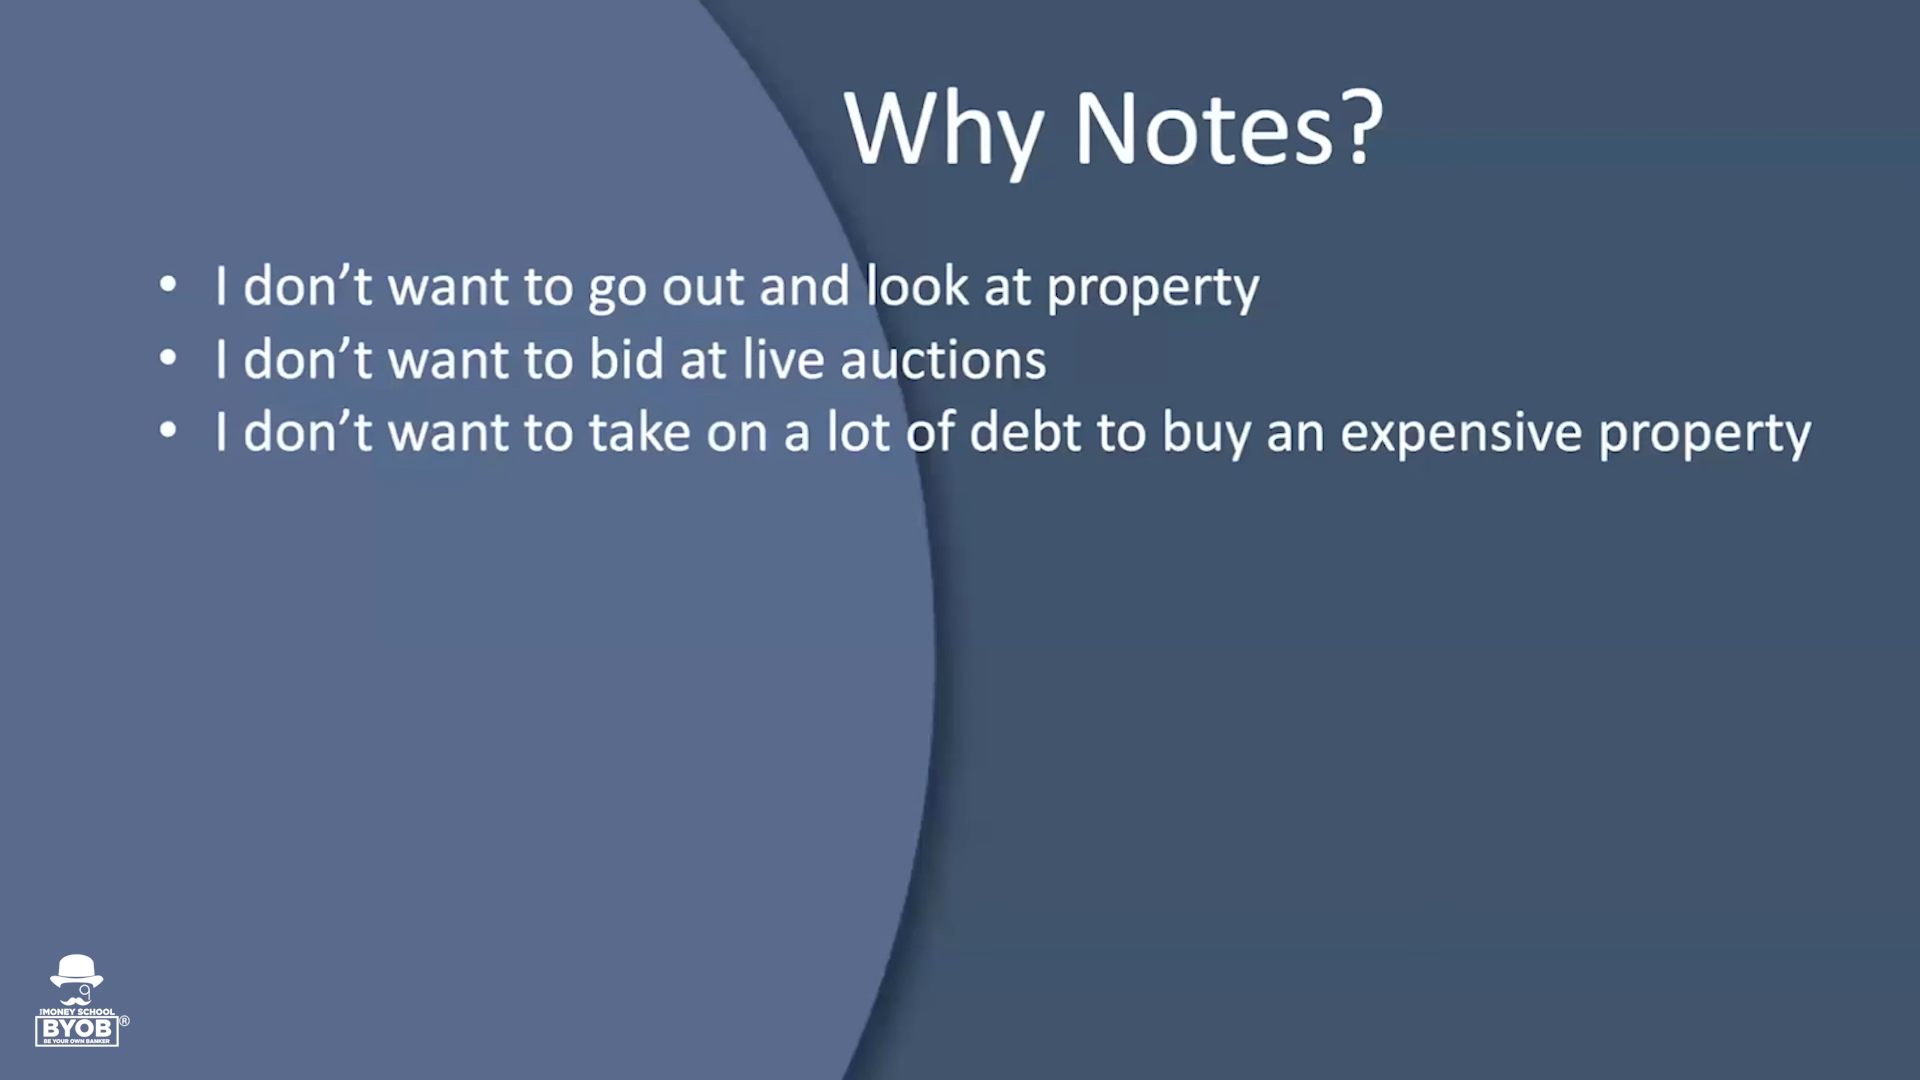 Why Notes?
• I don’t want to go out and look at property
• I don’t want to bid at live auctions
• I don’t want to take on a lot of debt to buy an expensive property
THE MONEY SCHOOL
BYOB®
BE YOUR OWN BANKER